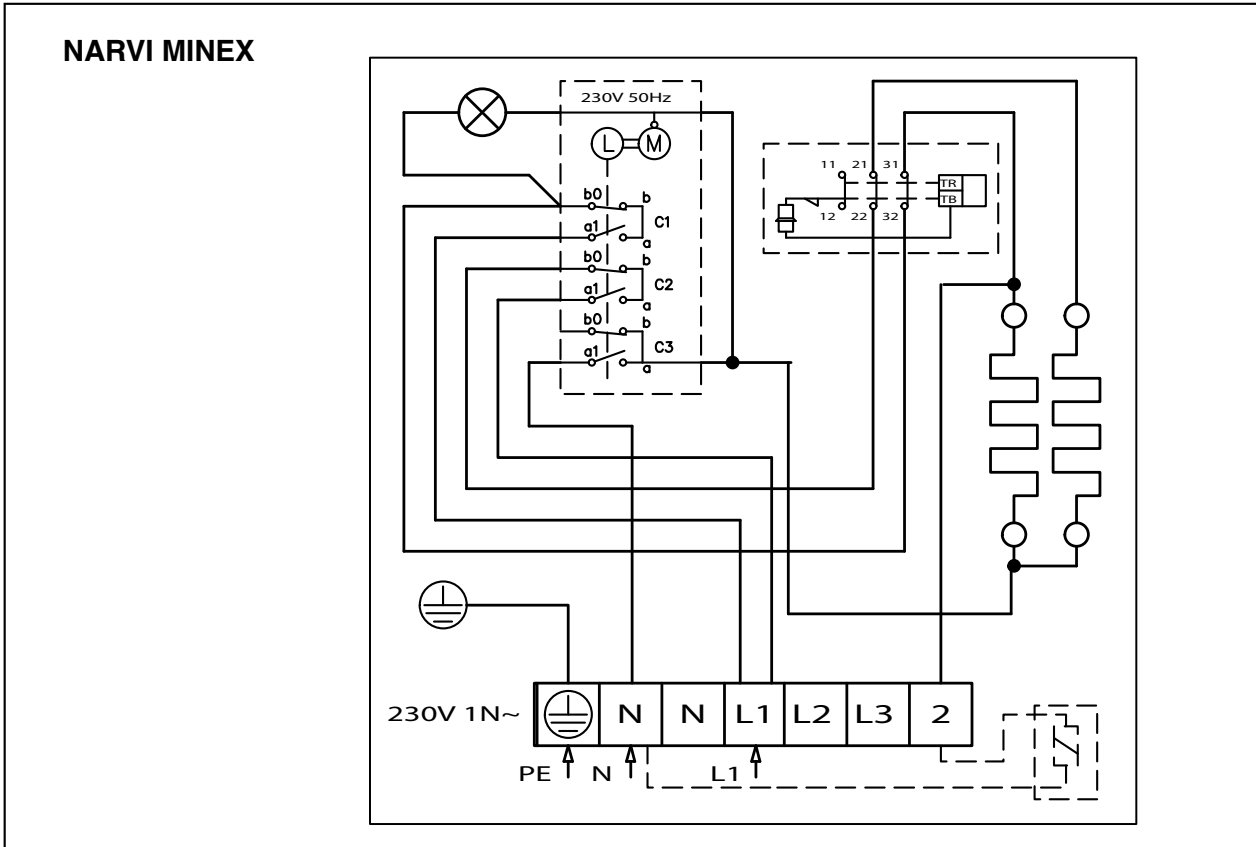 NARVI MINEX
230V 50Hz
L M
11 21 31
TR
TB
12 22 32
b0 b
C1
a1 a
b0 b
C2
a1 a
b0 b
C3
a1 a
230V 1N~ N N L1 L2 L3 2
PE N L1